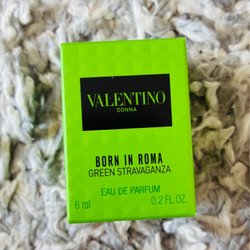 VALENTINO
DONNA
BORN IN ROMA
GREEN STRAVAGANZA
EAU DE PARFUM
6 ml 0.2 FL.OZ.